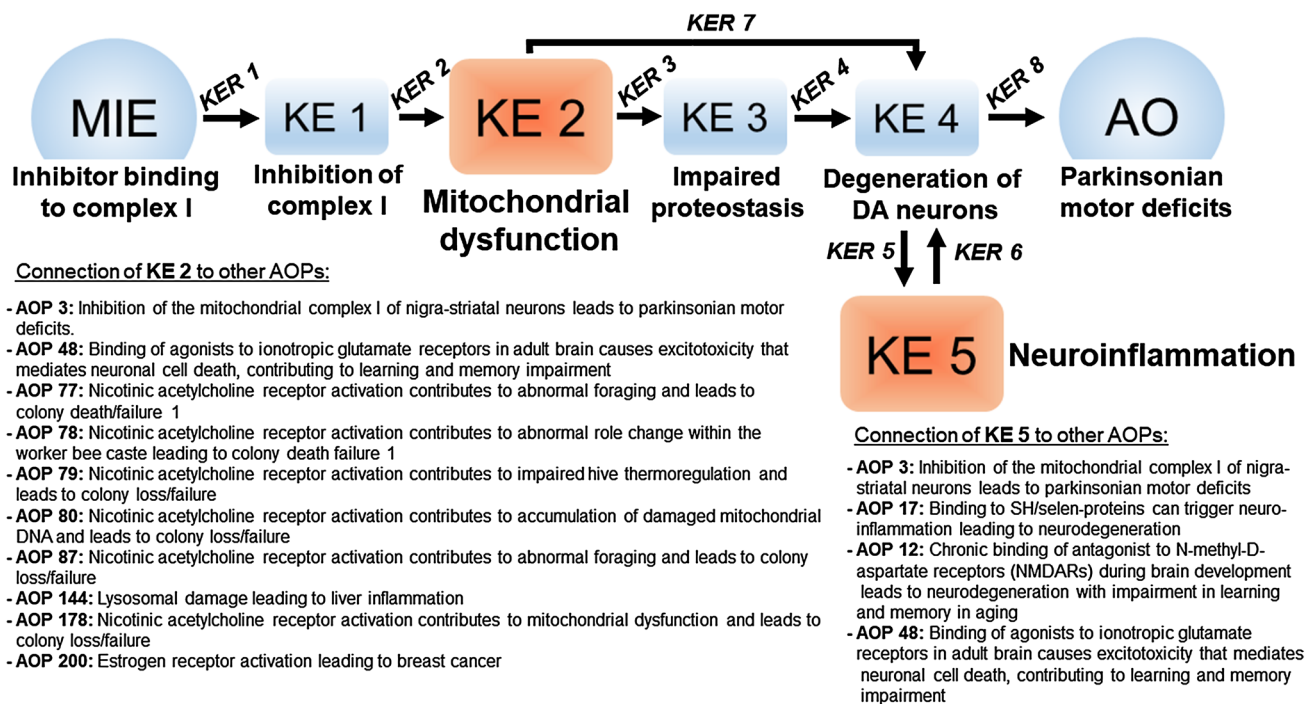 KER 7
MIE
KER 1
KE 1
KER 2
KE 2
KER 3
KE 3
KER 4
KE 4
KER 8
AO
Inhibitor binding
to complex I
Inhibition of
complex I
Mitochondrial
dysfunction
Impaired
proteostasis
Degeneration of
DA neurons
Parkinsonian
motor deficits
KER 5
KER 6
KE 5
Neuroinflammation
Connection of KE 2 to other AOPs:
- AOP 3: Inhibition of the mitochondrial complex I of nigra-striatal neurons leads to parkinsonian motor
deficits.
- AOP 48: Binding of agonists to ionotropic glutamate receptors in adult brain causes excitotoxicity that
mediates neuronal cell death, contributing to learning and memory impairment
- AOP 77: Nicotinic acetylcholine receptor activation contributes to abnormal foraging and leads to
colony death/failure 1
- AOP 78: Nicotinic acetylcholine receptor activation contributes to abnormal role change within the
worker bee caste leading to colony death failure 1
- AOP 79: Nicotinic acetylcholine receptor activation contributes to impaired hive thermoregulation and
leads to colony loss/failure
- AOP 80: Nicotinic acetylcholine receptor activation contributes to accumulation of damaged mitochondrial
DNA and leads to colony loss/failure
- AOP 87: Nicotinic acetylcholine receptor activation contributes to abnormal foraging and leads to colony
loss/failure
- AOP 144: Lysosomal damage leading to liver inflammation
- AOP 178: Nicotinic acetylcholine receptor activation contributes to mitochondrial dysfunction and leads to
colony loss/failure
- AOP 200: Estrogen receptor activation leading to breast cancer
Connection of KE 5 to other AOPs:
- AOP 3: Inhibition of the mitochondrial complex I of nigra-
striatal neurons leads to parkinsonian motor deficits
- AOP 17: Binding to SH/selen-proteins can trigger neuro-
inflammation leading to neurodegeneration
- AOP 12: Chronic binding of antagonist to N-methyl-D-
aspartate receptors (NMDARs) during brain development
leads to neurodegeneration with impairment in learning
and memory in aging
- AOP 48: Binding of agonists to ionotropic glutamate
receptors in adult brain causes excitotoxicity that mediates
neuronal cell death, contributing to learning and memory
impairment